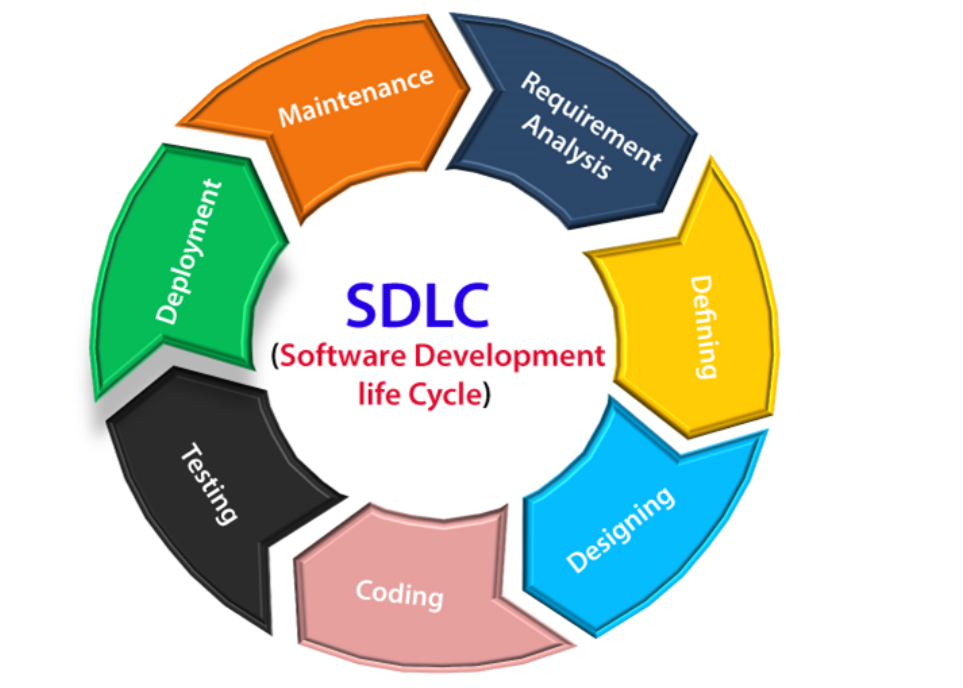 SDLC
(Software Development
life Cycle)
Requirement
Analysis
Defining
Designing
Coding
Testing
Deployment
Maintenance